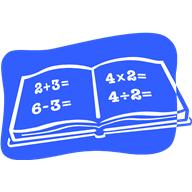 2+3=
6-3=
4×2=
4÷2=